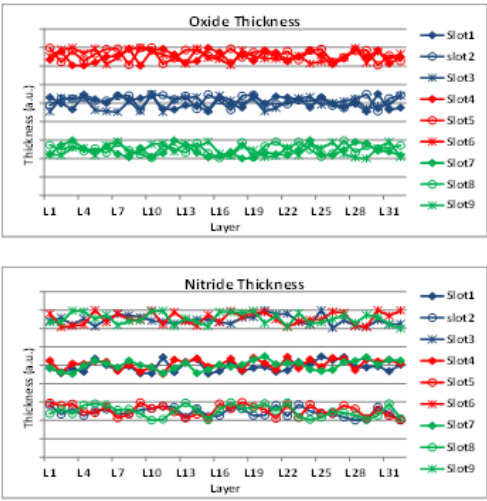 Oxide Thickness
Thickness (a.u.)
L1 L4 L7 L10 L13 L16 L19 L22 L25 L28 L31
Layer
Slot1
slot2
Slot3
Slot4
Slot5
Slot6
Slot7
Slot8
Slot9
Nitride Thickness
Thickness (a.u.)
L1 L4 L7 L10 L13 L16 L19 L22 L25 L28 L31
Layer
Slot1
slot2
Slot3
Slot4
Slot5
Slot6
Slot7
Slot8
Slot9